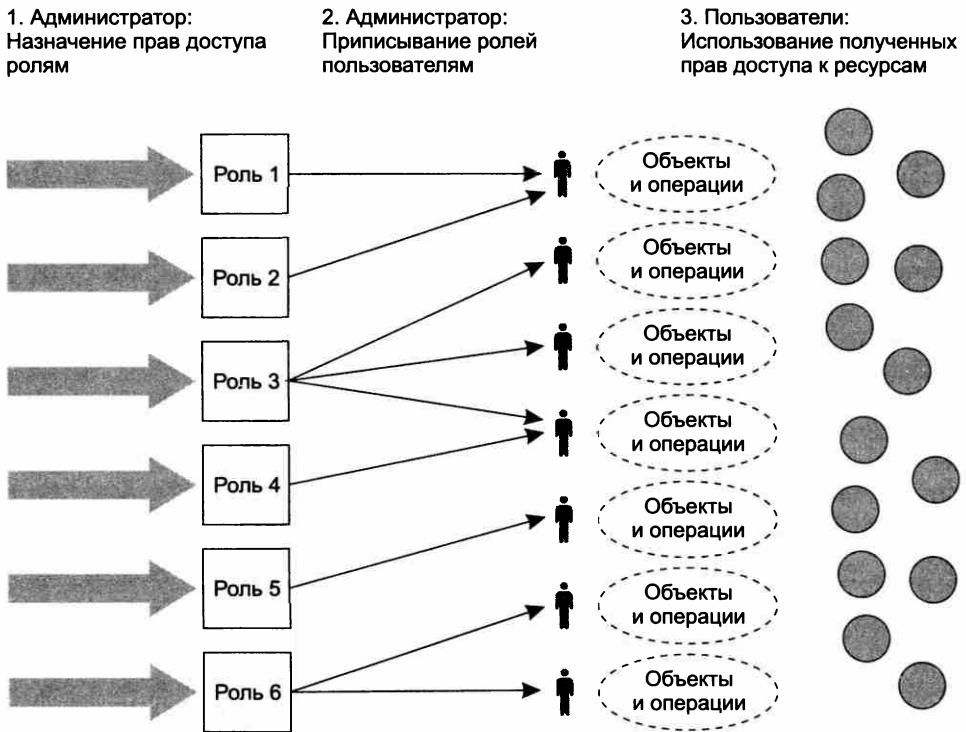 1. Администратор:
Назначение прав доступа
ролям
2. Администратор:
Приписывание ролей
пользователям
3. Пользователи:
Использование полученных
прав доступа к ресурсам
Роль 1
Объекты
и операции
Роль 2
Объекты
и операции
Роль 3
Объекты
и операции
Роль 4
Объекты
и операции
Роль 5
Объекты
и операции
Роль 6
Объекты
и операции
Объекты
и операции